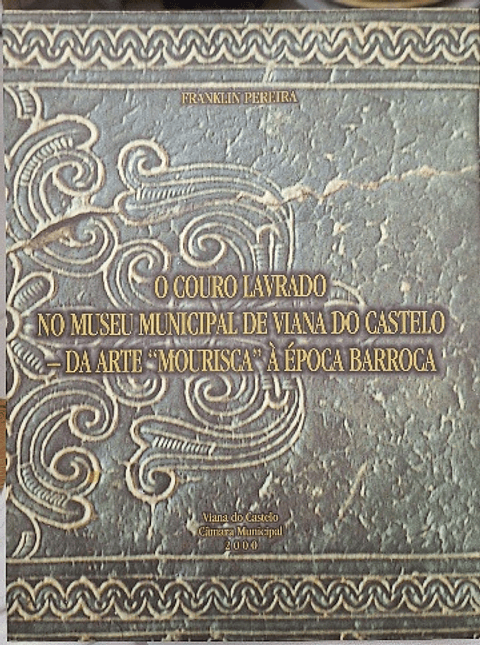 FRANKLIN PEREIRA
O COURO LAVRADO
NO MUSEU MUNICIPAL DE VIANA DO CASTELO
– DA ARTE “MOURISCA” À ÉPOCA BARROCA
Viana do Castelo
Câmara Municipal
2000